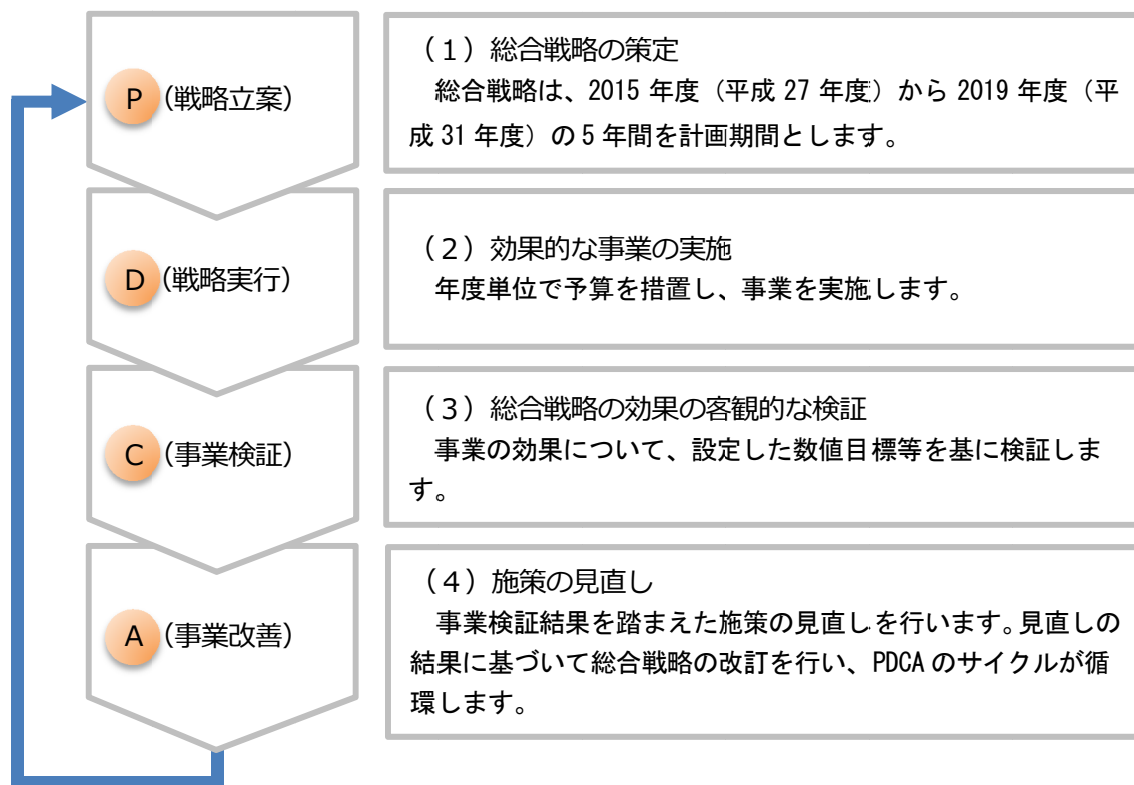 P (戦略立案)
（1）総合戦略の策定
総合戦略は、2015 年度（平成 27 年度）から 2019 年度（平
成 31 年度）の 5 年間を計画期間とします。
D (戦略実行)
（2）効果的な事業の実施
年度単位で予算を措置し、事業を実施します。
C (事業検証)
（3）総合戦略の効果の客観的な検証
事業の効果について、設定した数値目標等を基に検証しま
す。
A (事業改善)
（4）施策の見直し
事業検証結果を踏まえた施策の見直しを行います。見直しの
結果に基づいて総合戦略の改訂を行い、PDCA のサイクルが循
環します。